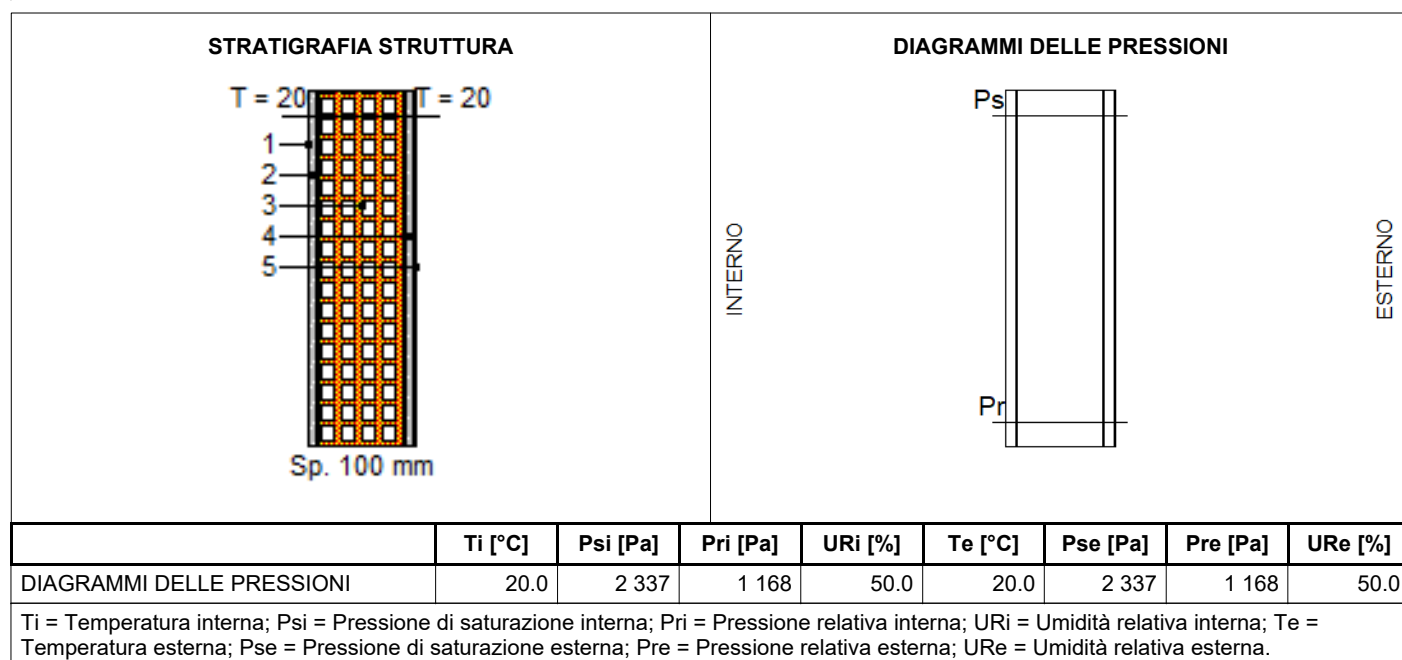 STRATIGRAFIA STRUTTURA
T = 20 T = 20
1
2
3
4
5
Sp. 100 mm
DIAGRAMMI DELLE PRESSIONI
Ps
Pr
INTERNO
ESTERNO
Ti [°C] Psi [Pa] Pri [Pa] URi [%] Te [°C] Pse [Pa] Pre [Pa] URe [%]
DIAGRAMMI DELLE PRESSIONI 20.0 2 337 1 168 50.0 20.0 2 337 1 168 50.0
Ti = Temperatura interna; Psi = Pressione di saturazione interna; Pri = Pressione relativa interna; URi = Umidità relativa interna; Te =
Temperatura esterna; Pse = Pressione di saturazione esterna; Pre = Pressione relativa esterna; URe = Umidità relativa esterna.